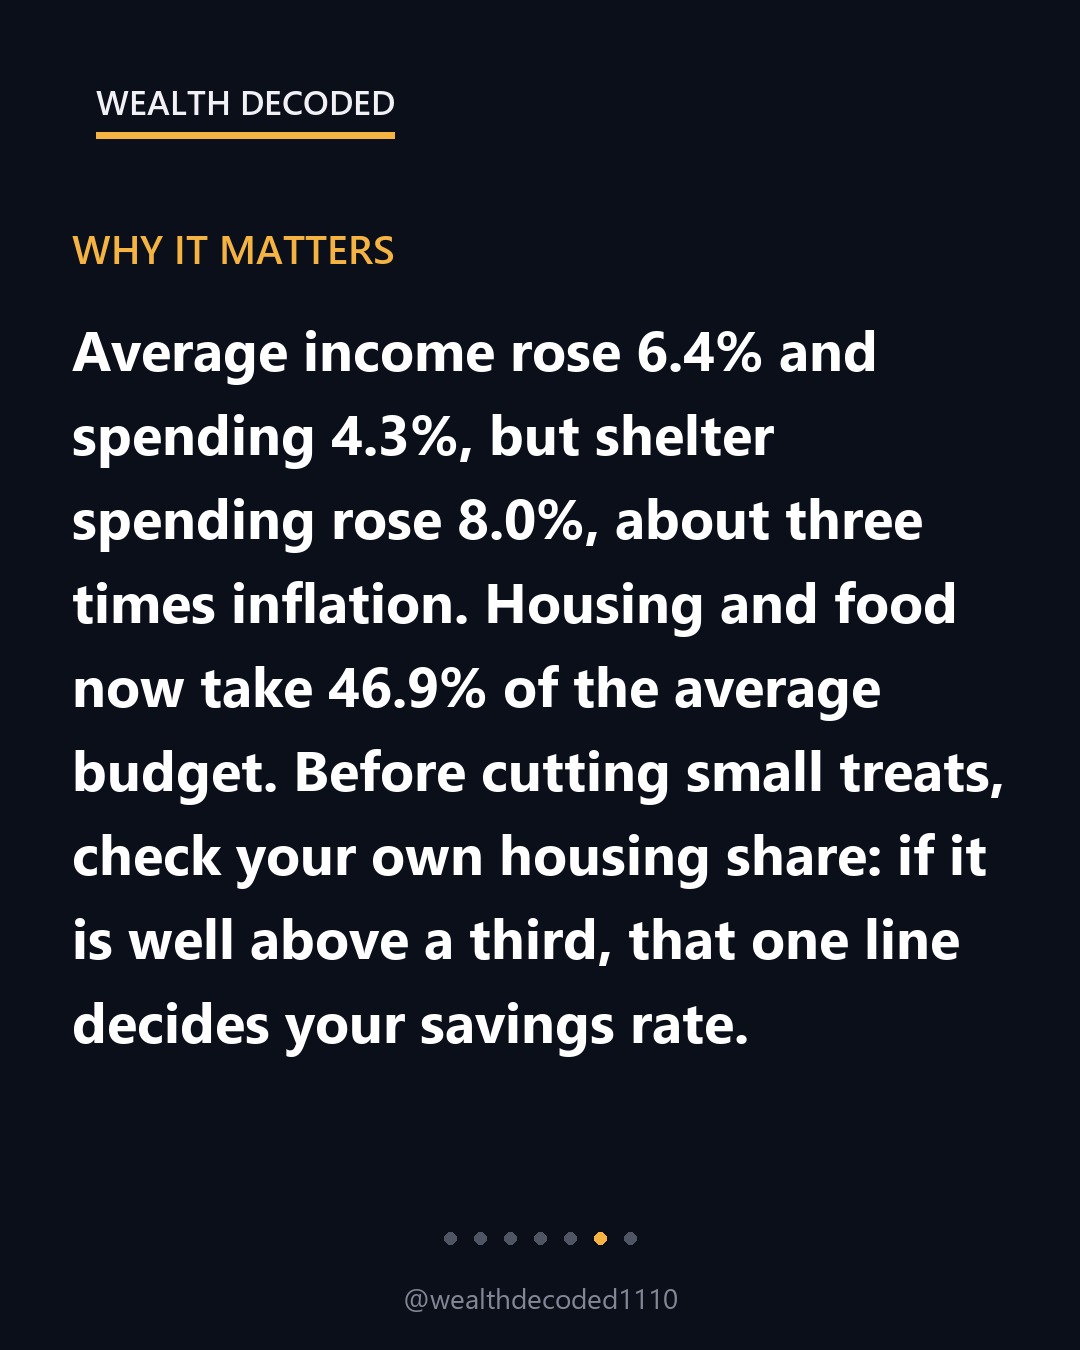 WEALTH DECODED
WHY IT MATTERS
Average income rose 6.4% and
spending 4.3%, but shelter
spending rose 8.0%, about three
times inflation. Housing and food
now take 46.9% of the average
budget. Before cutting small treats,
check your own housing share: if it
is well above a third, that one line
decides your savings rate.
@wealthdecoded1110